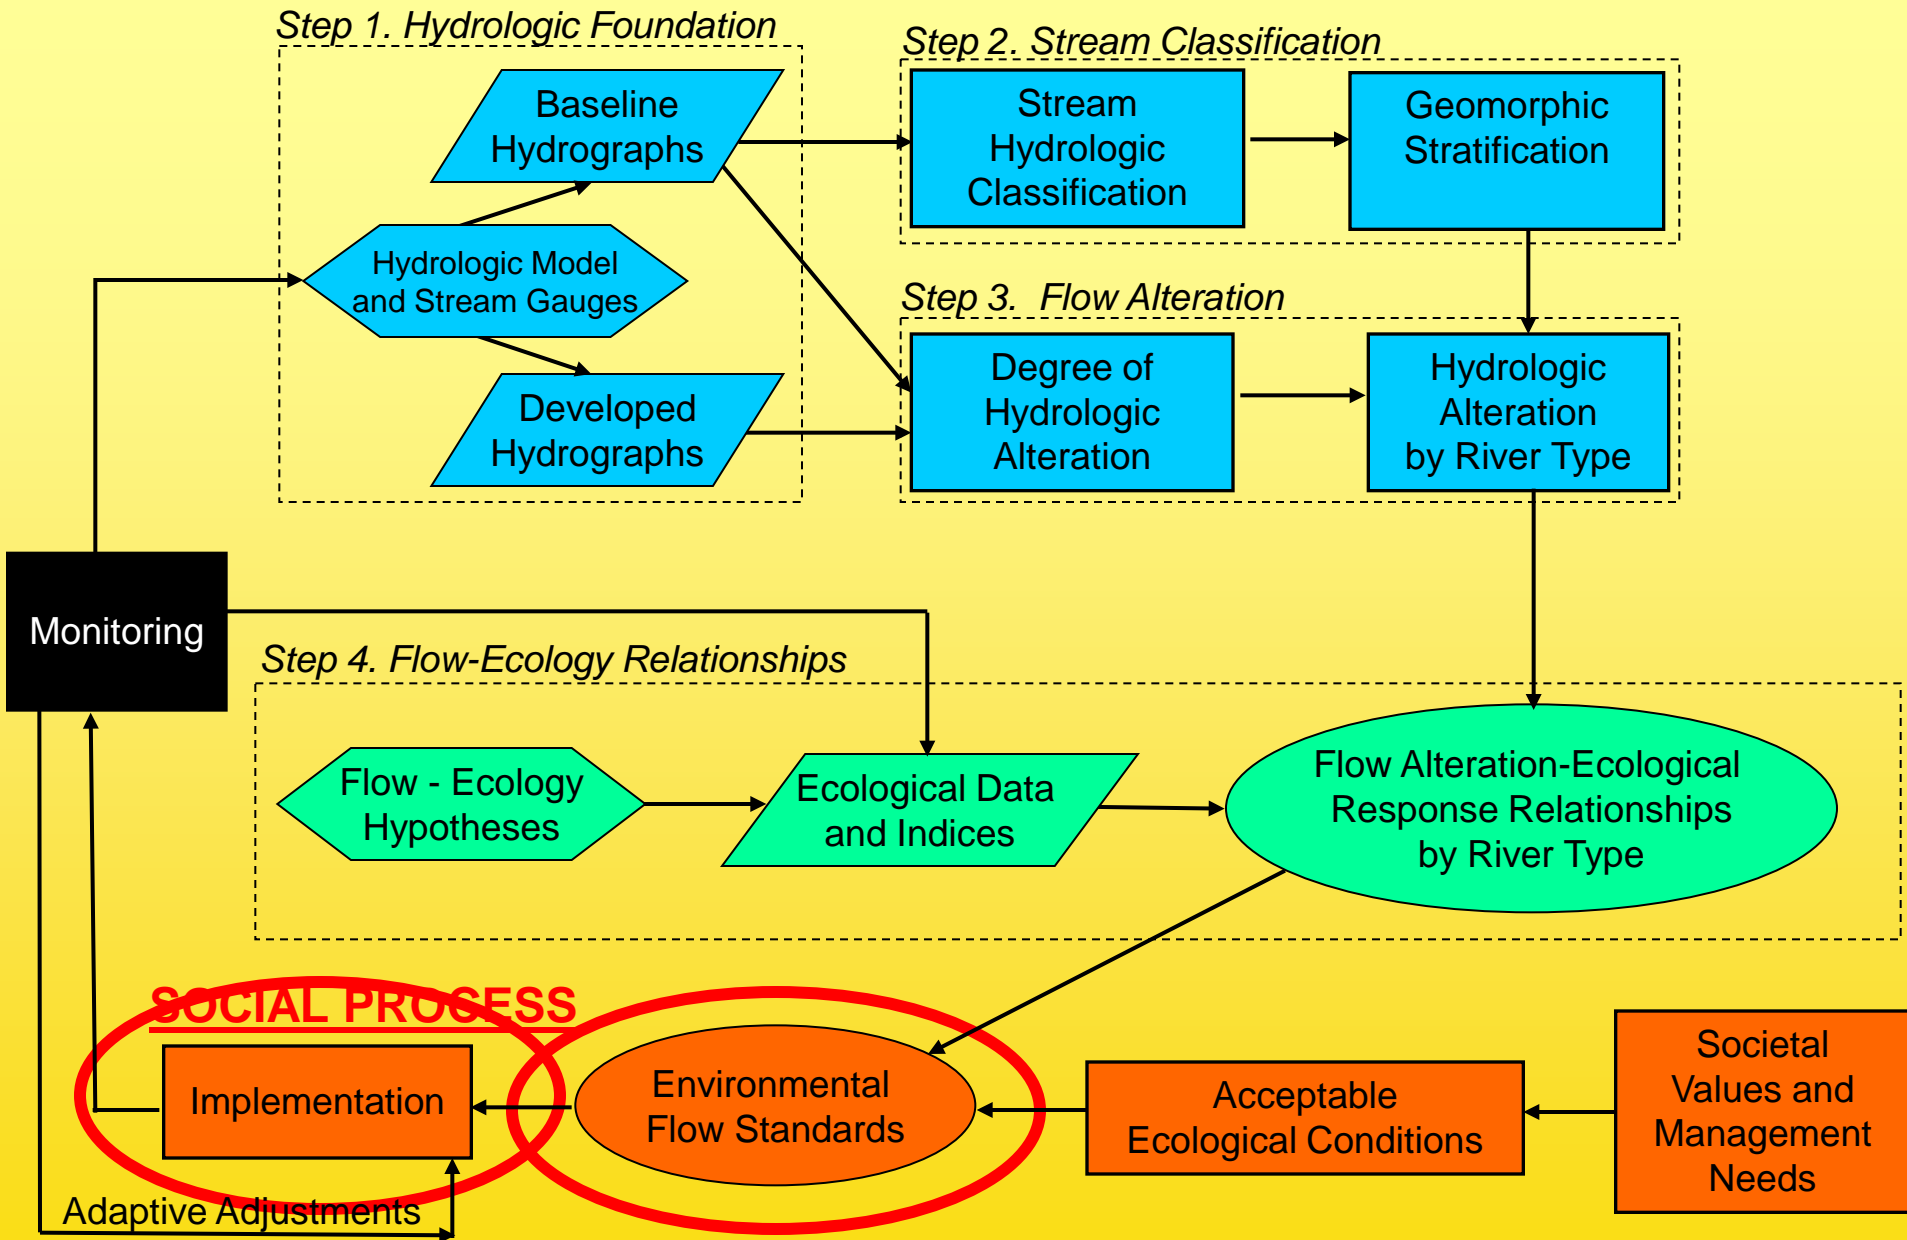 Step 1. Hydrologic Foundation
Step 2. Stream Classification
Baseline
Hydrographs
Stream
Hydrologic
Classification
Geomorphic
Stratification
Hydrologic Model
and Stream Gauges
Step 3.  Flow Alteration
Developed
Hydrographs
Degree of
Hydrologic
Alteration
Hydrologic
Alteration
by River Type
Monitoring
Step 4. Flow-Ecology Relationships
Flow - Ecology
Hypotheses
Ecological Data
and Indices
Flow Alteration-Ecological
Response Relationships
by River Type
SOCIAL PROCESS
Implementation
Environmental
Flow Standards
Acceptable
Ecological Conditions
Societal
Values and
Management
Needs
Adaptive Adjustments